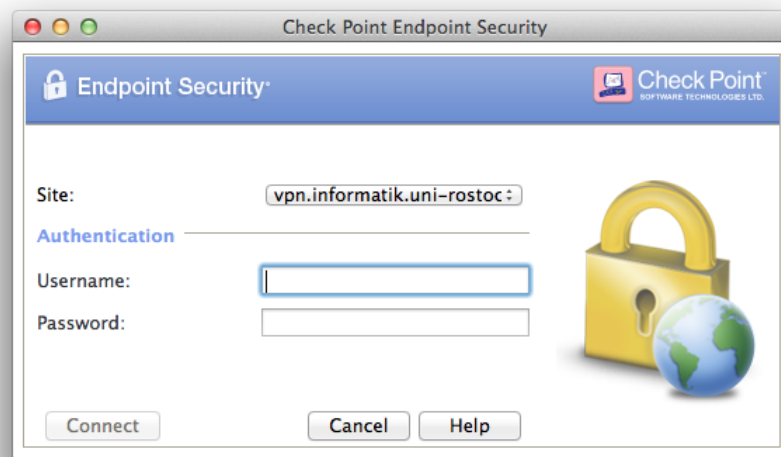 Check Point Endpoint Security
Endpoint Security
Check Point
SOFTWARE TECHNOLOGIES LTD.
Site:
vpn.informatik.uni-rostoc
Authentication
Username:
Password:
Connect
Cancel
Help